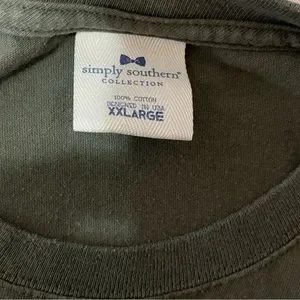 simply southern®
COLLECTION
100% COTTON
DESIGNED IN USA
XXLARGE